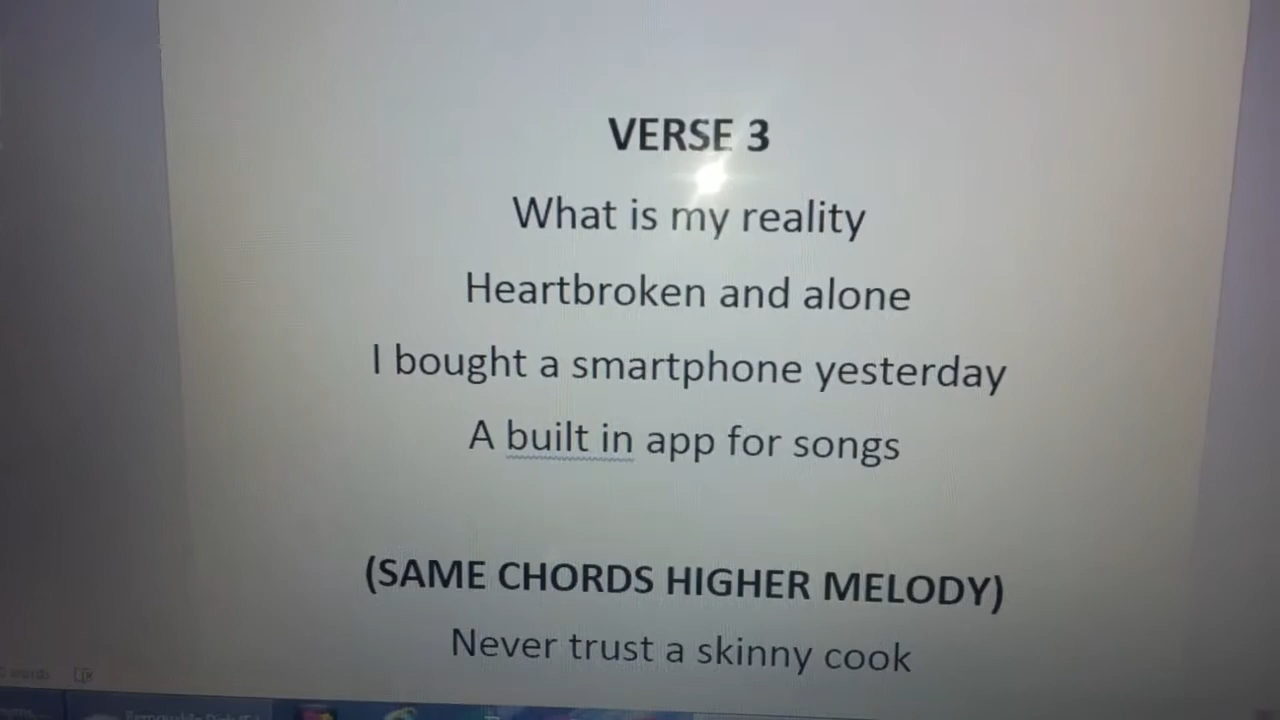 VERSE 3
What is my reality
Heartbroken and alone
I bought a smartphone yesterday
A built in app for songs
(SAME CHORDS HIGHER MELODY)
Never trust a skinny cook
words